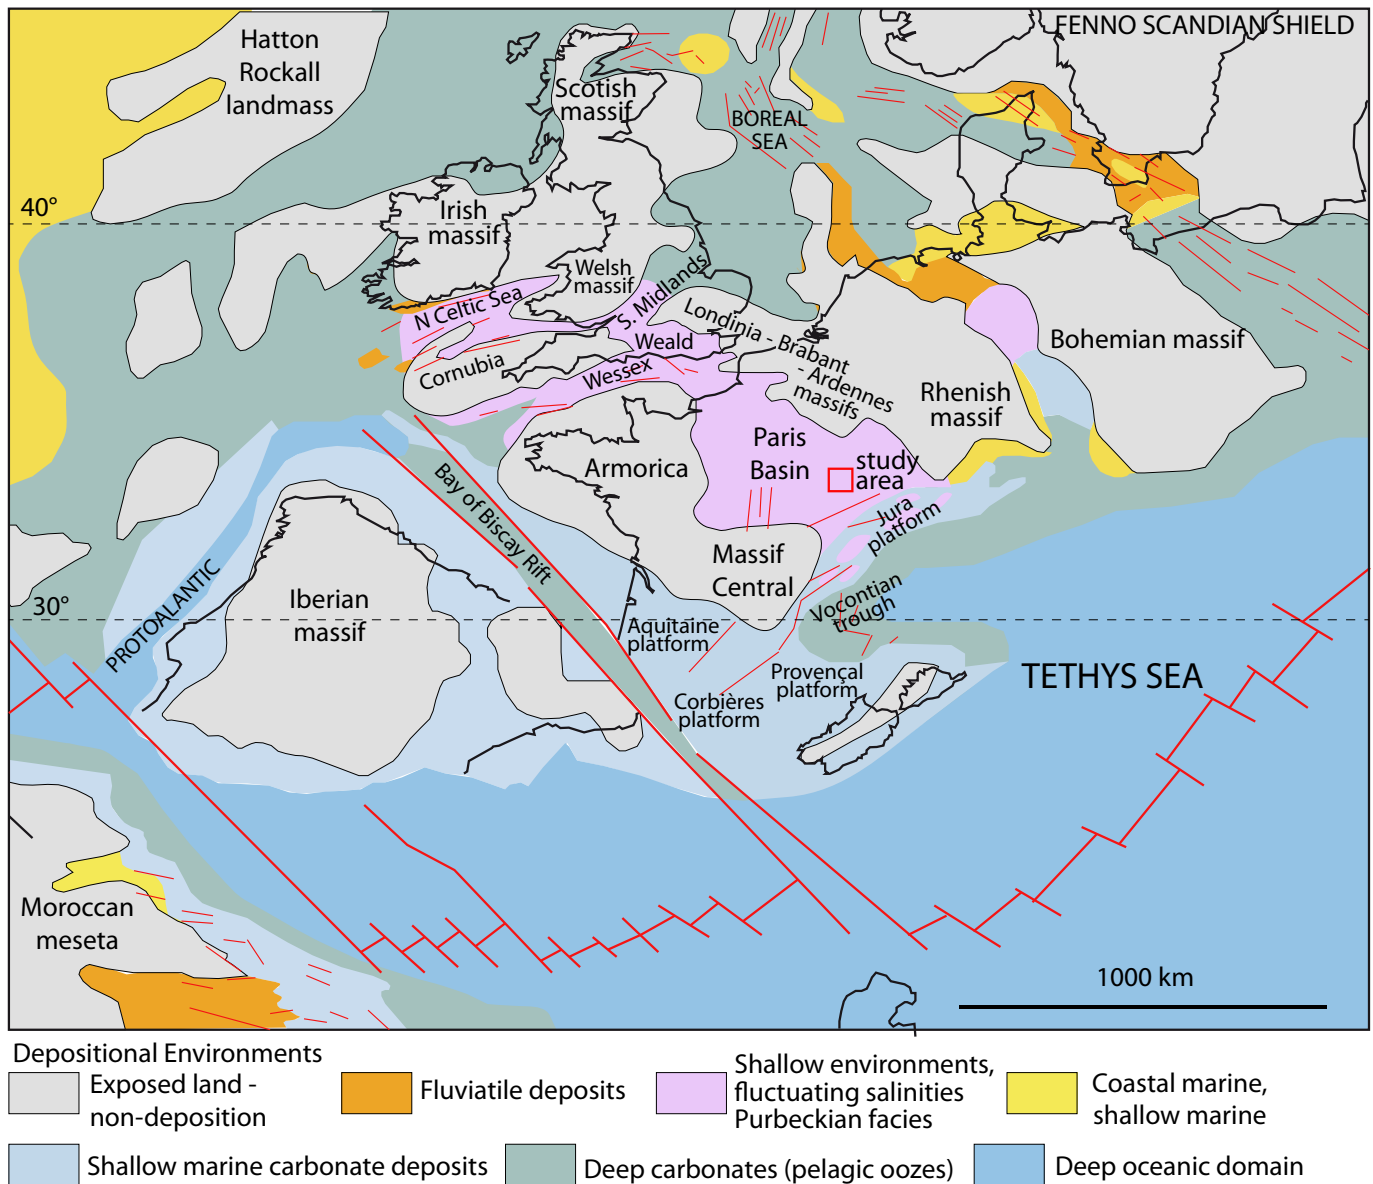 Hatton
Rockall
landmass
FENNO SCANDIAN SHIELD
Scotish
massif
BOREAL
SEA
40°
Irish
massif
Welsh
massif
S. Midlands
N Celtic Sea
Londinia - Brabant
- Ardennes
massifs
Weald
Wessex
Cornubia
Bohemian massif
Rhenish
massif
Paris
Basin
study
area
Armorica
Bay of Biscay Rift
Jura
platform
Massif
Central
PROTOALANTIC
30°
Iberian
massif
Vocontian
trough
Aquitaine
platform
Provençal
platform
Corbières
platform
TETHYS SEA
Moroccan
meseta
1000 km
Depositional Environments
Exposed land -
non-deposition
Fluviatile deposits
Shallow environments,
fluctuating salinities
Purbeckian facies
Coastal marine,
shallow marine
Shallow marine carbonate deposits
Deep carbonates (pelagic oozes)
Deep oceanic domain